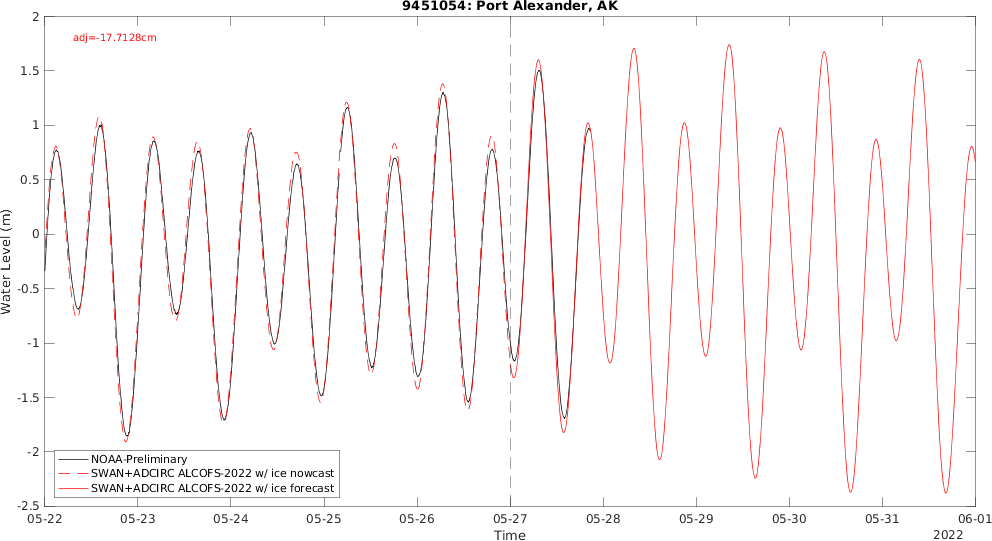 9451054: Port Alexander, AK
adj=-17.7128cm
Water Level (m)
2
1.5
1
0.5
0
-0.5
-1
-1.5
-2
-2.5
NOAA-Preliminary
SWAN+ADCIRC ALCOFS-2022 w/ ice nowcast
SWAN+ADCIRC ALCOFS-2022 w/ ice forecast
05-22 05-23 05-24 05-25 05-26 05-27 05-28 05-29 05-30 05-31 06-01
Time
2022